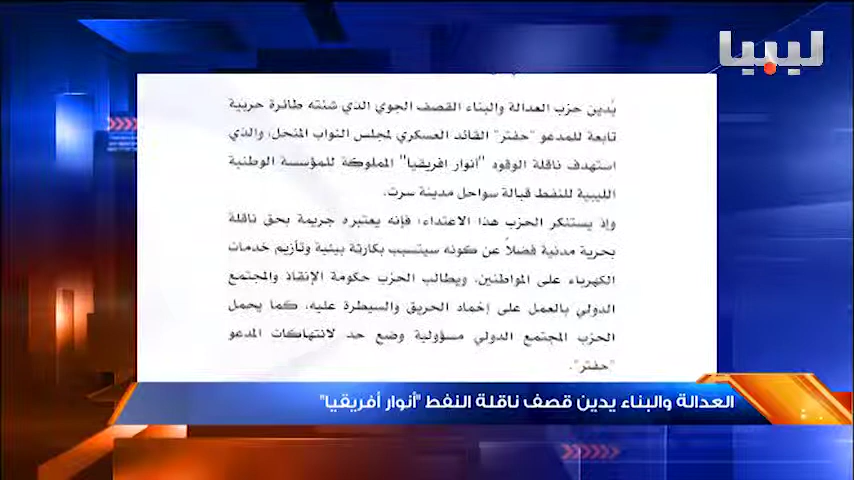 ليبيا
يُدين حزب العدالة والبناء القصف الجوي الذي شنته طائرة حربية
تابعة للمدعو "حفتر" القائد العسكري لمجلس النواب المنحل، والذي
استهدف ناقلة الوقود "أنوار افريقيا" المملوكة للمؤسسة الوطنية
الليبية للنفط قبالة سواحل مدينة سرت.
وإذ يستنكر الحزب هذا الاعتداء؛ فإنه يعتبره جريمة بحق ناقلة
بحرية مدنية فضلاً عن كونه سيتسبب بكارثة بيئية وتأزيم خدمات
الكهرباء على المواطنين. ويطالب الحزب حكومة الإنقاذ والمجتمع
الدولي بالعمل على إخماد الحريق والسيطرة عليه، كما يحمل
الحزب المجتمع الدولي مسؤولية وضع حد لانتهاكات المدعو
"حفتر".
العدالة والبناء يدين قصف ناقلة النفط "أنوار أفريقيا"